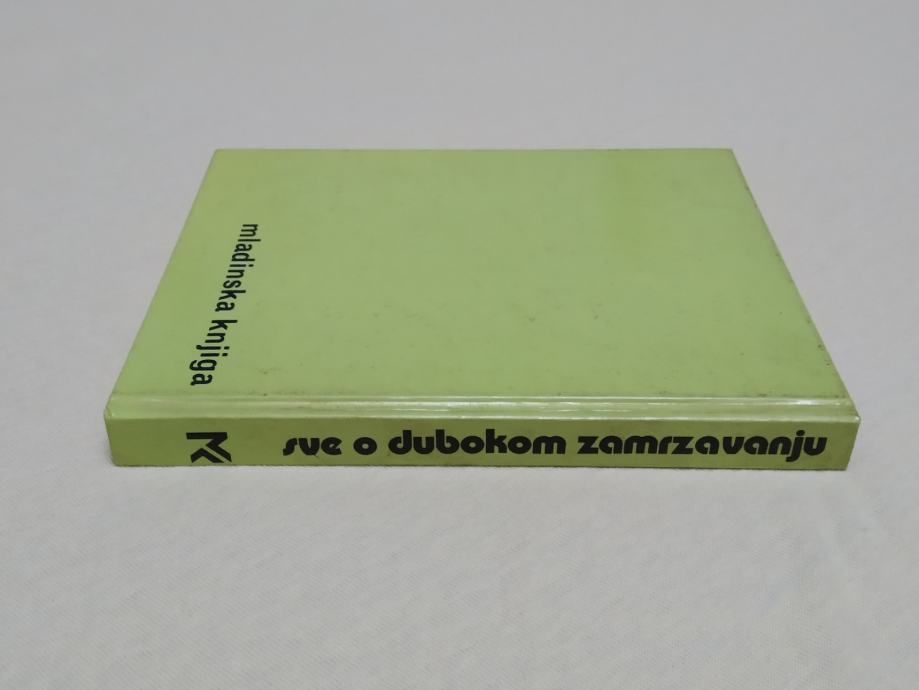 mladinska knjiga
MK sve o dubokom zamrzavanju